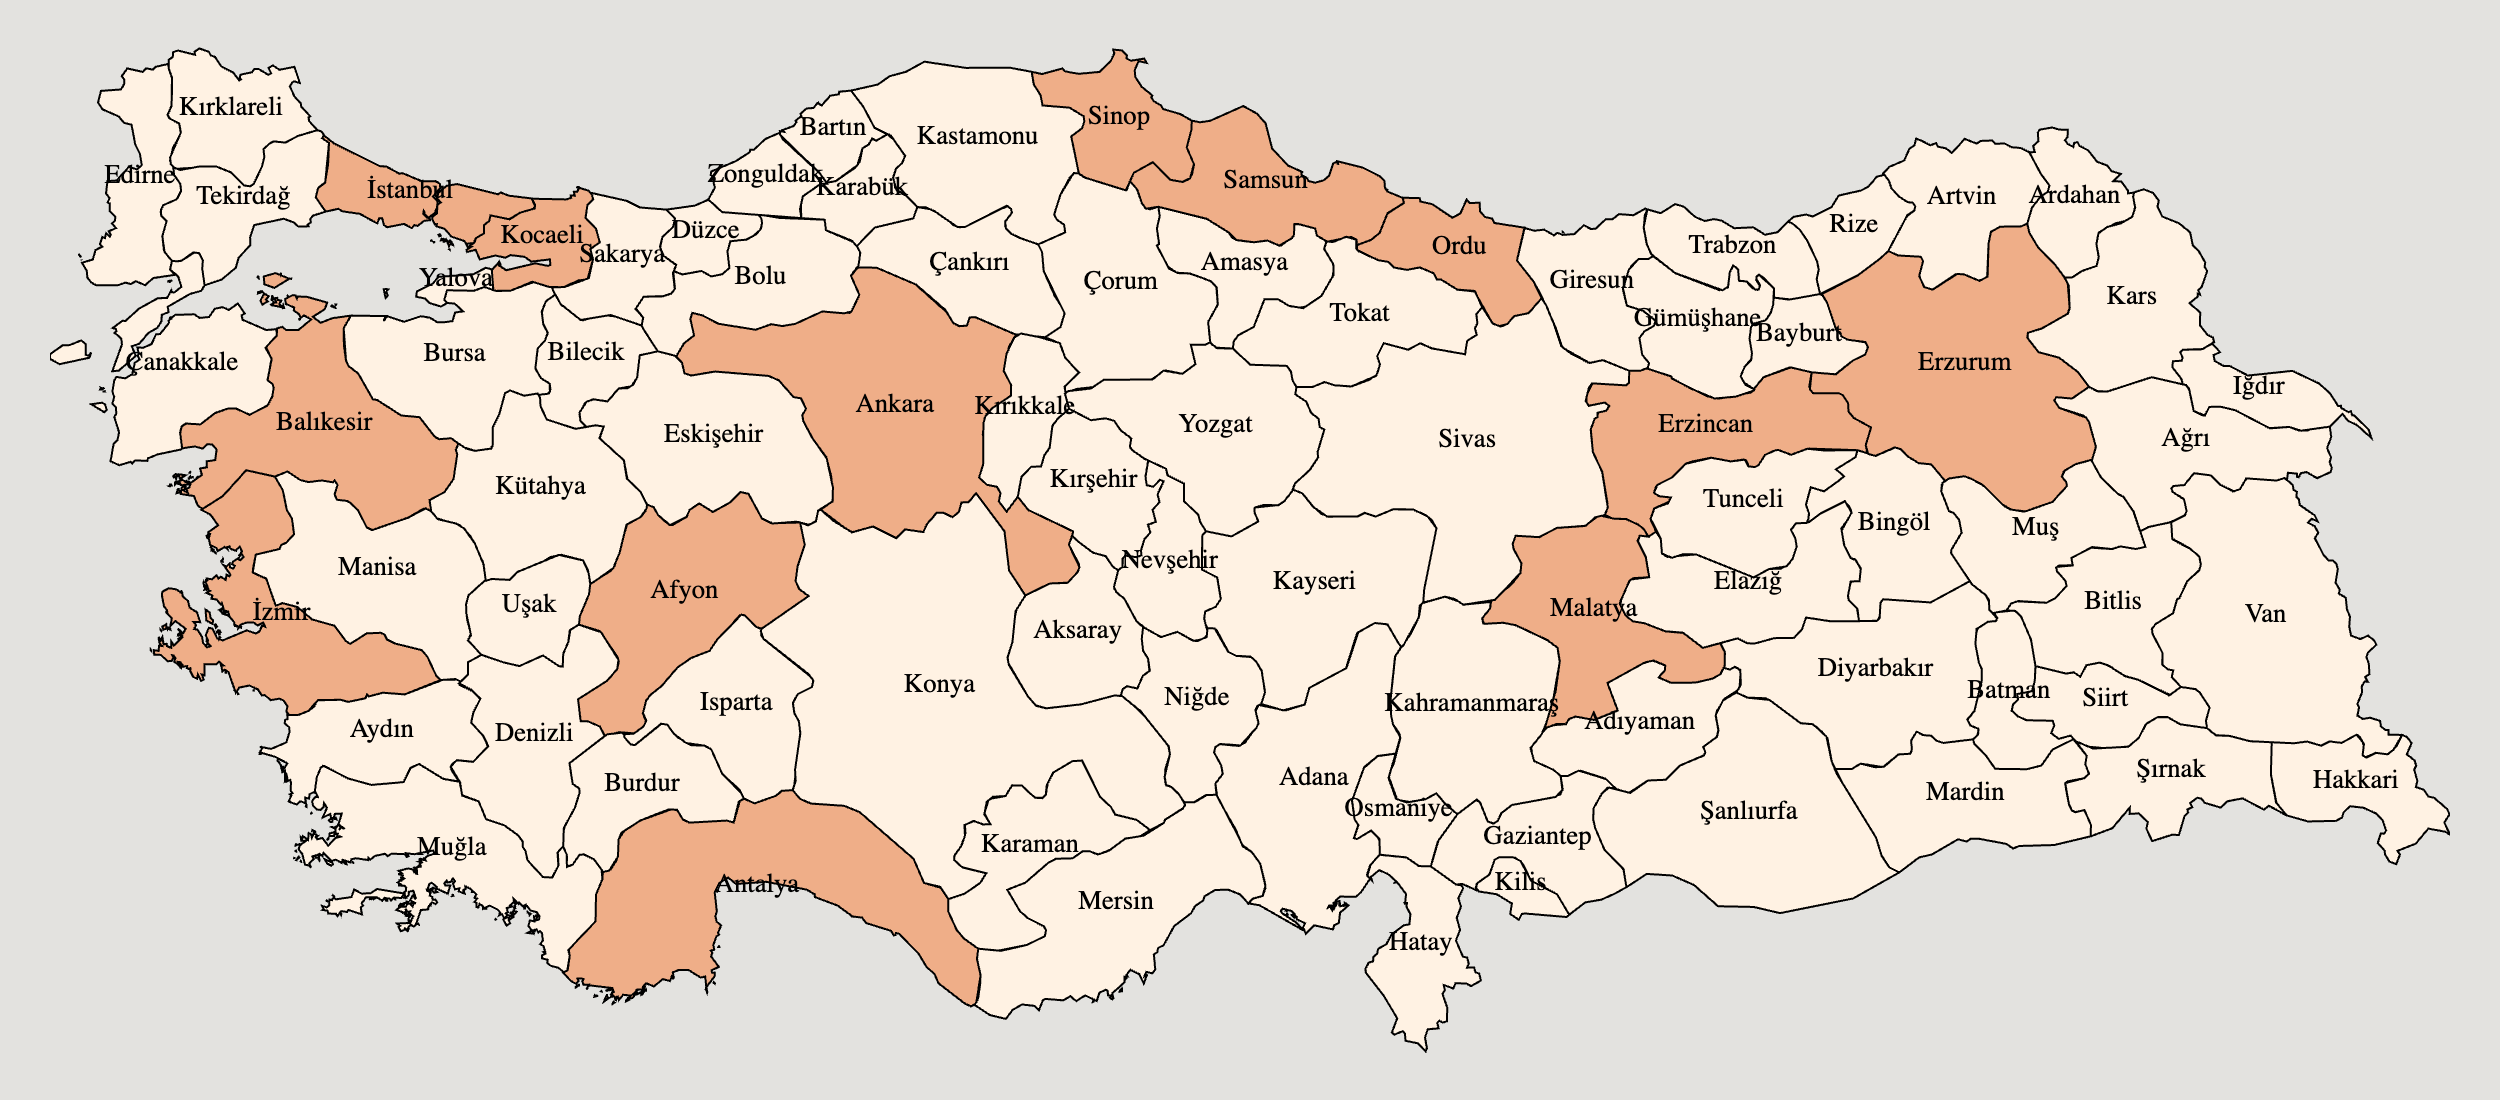 Kırklareli
Bartın
Sinop
Kastamonu
Edirne
Tekirdağ
İstanbul
Zonguldak
Karabük
Samsun
Artvin
Ardahan
Kocaeli
Düzce
Sakarya
Rize
Trabzon
Ordu
Yalova
Bolu
Çankırı
Amasya
Çorum
Giresun
Kars
Tokat
Gümüşhane
Bayburt
Çanakkale
Bursa
Bilecik
Erzurum
Iğdır
Ankara
Kırıkkale
Balıkesir
Eskişehir
Yozgat
Sivas
Erzincan
Ağrı
Kütahya
Kırşehir
Tunceli
Bingöl
Muş
Manisa
Nevşehir
Kayseri
Elazığ
Afyon
Uşak
İzmir
Malatya
Bitlis
Van
Aksaray
Diyarbakır
Konya
Niğde
Batman
Siirt
Isparta
Kahramanmaraş
Adıyaman
Aydın
Denizli
Burdur
Adana
Şırnak
Hakkari
Osmaniye
Mardin
Şanlıurfa
Muğla
Karaman
Gaziantep
Antalya
Kilis
Mersin
Hatay